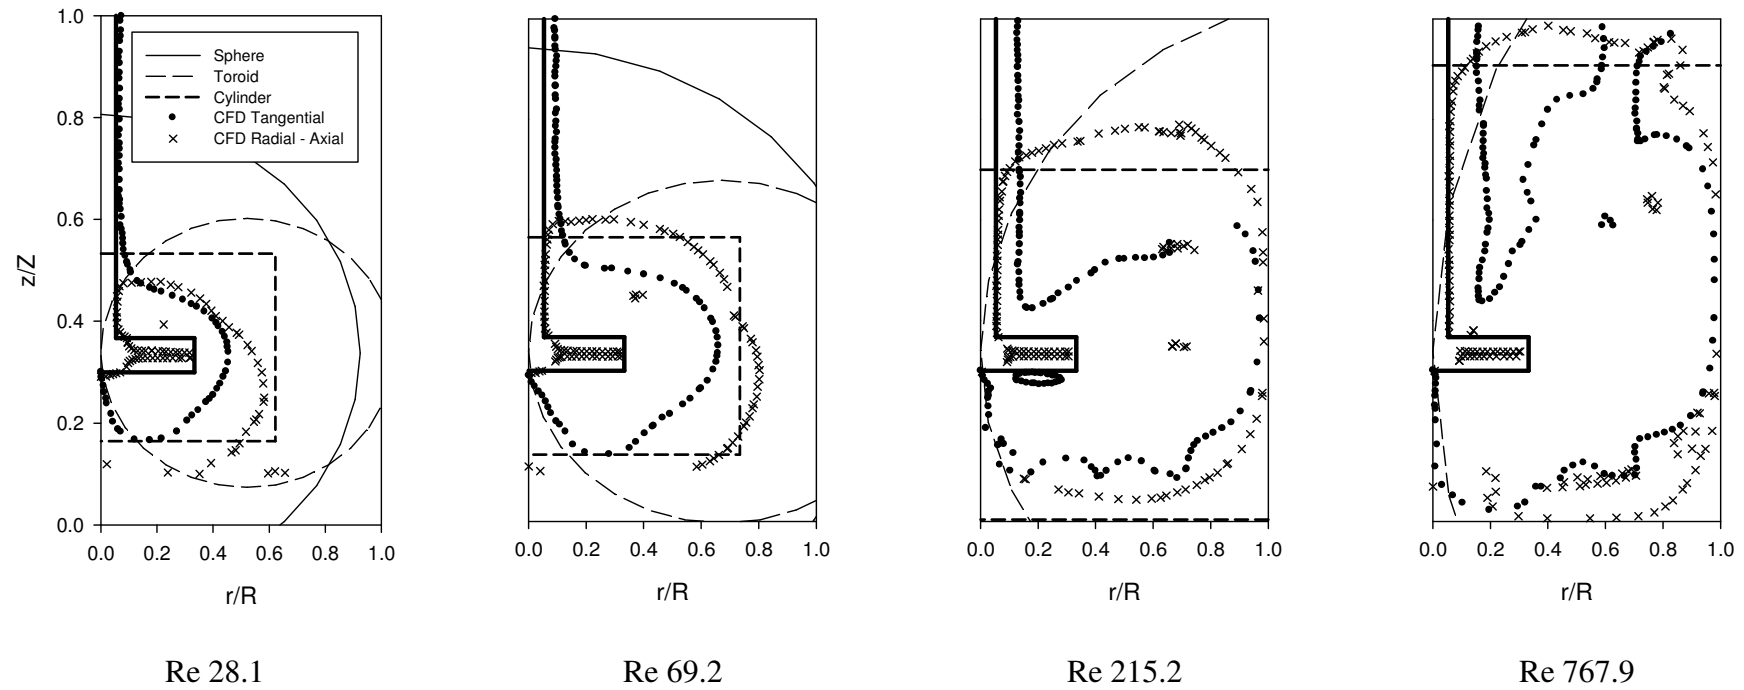 1.0
0.8
0.6
0.4
0.2
0.0
z/Z
Sphere
Toroid
Cylinder
CFD Tangential
CFD Radial - Axial
0.0 0.2 0.4 0.6 0.8 1.0
r/R
Re 28.1
0.0 0.2 0.4 0.6 0.8 1.0
r/R
Re 69.2
0.0 0.2 0.4 0.6 0.8 1.0
r/R
Re 215.2
0.0 0.2 0.4 0.6 0.8 1.0
r/R
Re 767.9